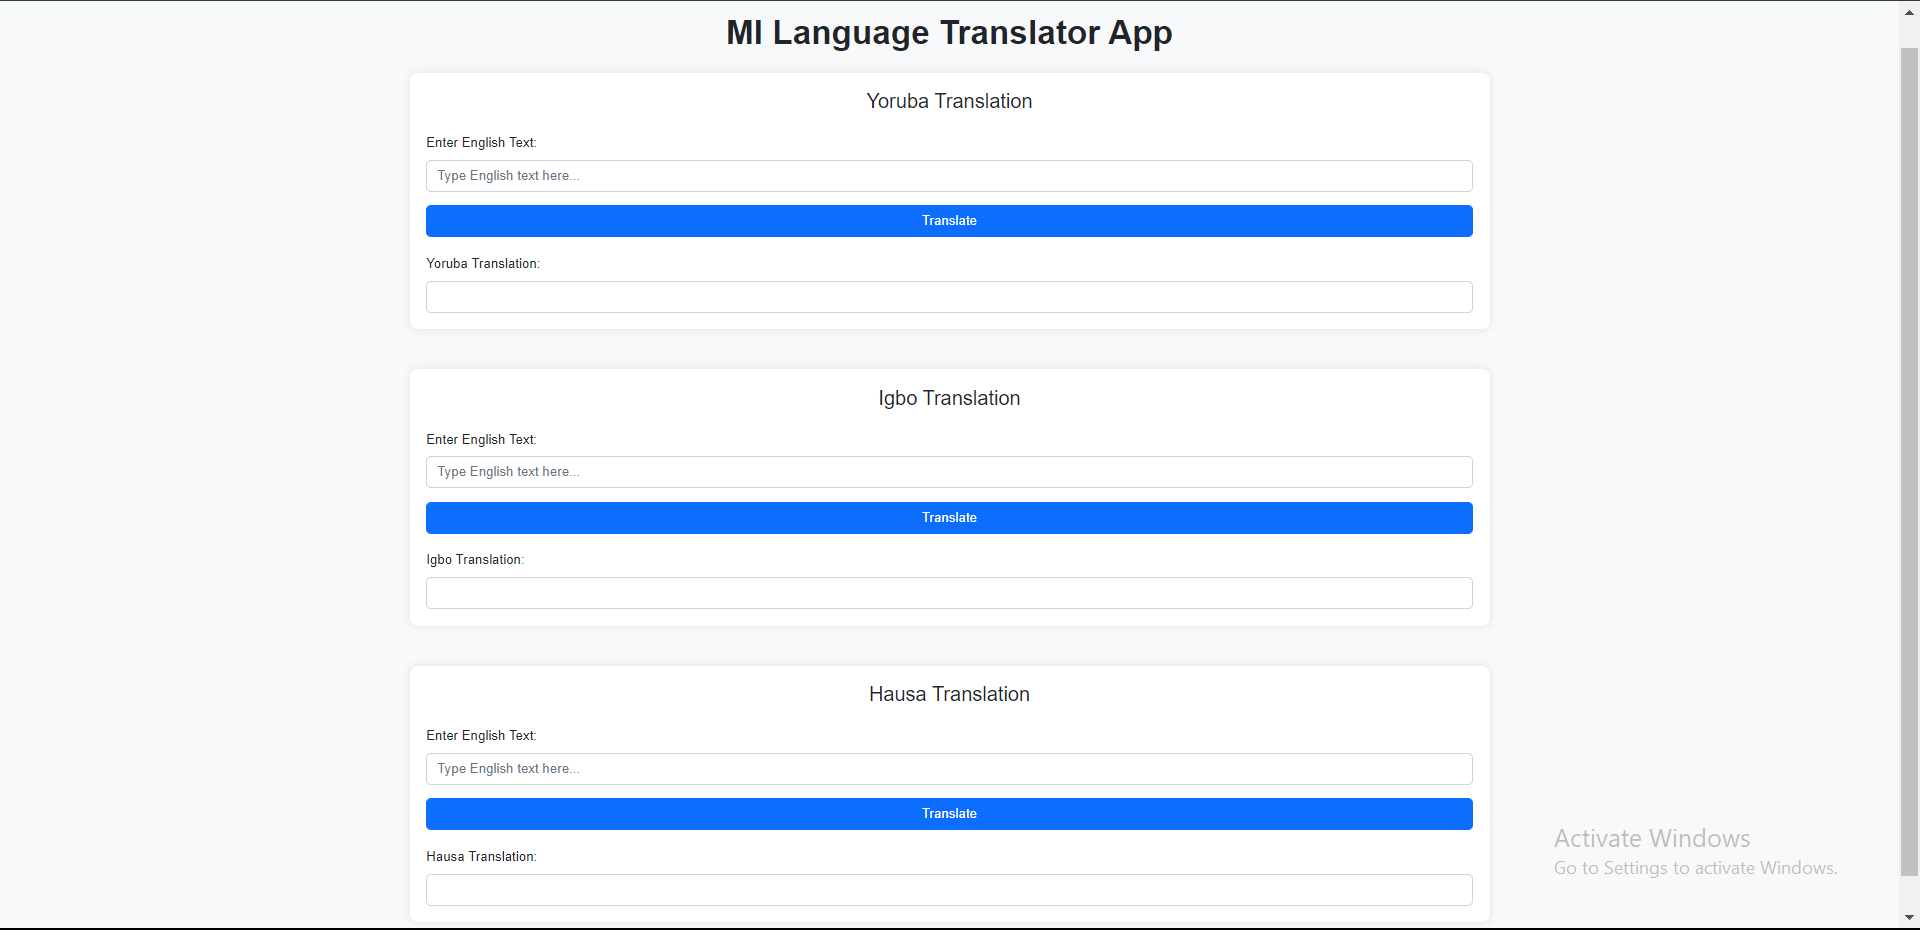 MI Language Translator App
Yoruba Translation
Enter English Text:
Type English text here...
Translate
Yoruba Translation:
Igbo Translation
Enter English Text:
Type English text here...
Translate
Igbo Translation:
Hausa Translation
Enter English Text:
Type English text here...
Translate
Hausa Translation:
Activate Windows
Go to Settings to activate Windows.